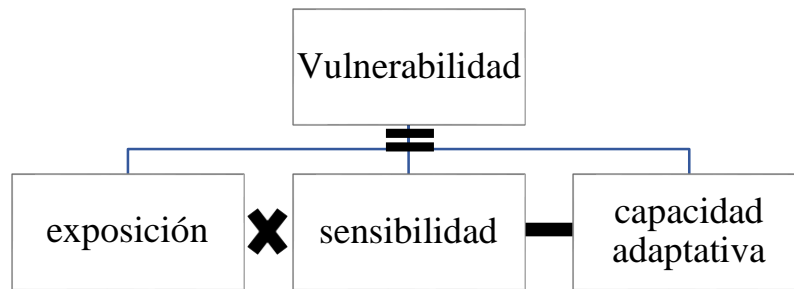 Vulnerabilidad
=
exposición × sensibilidad − capacidad
adaptativa